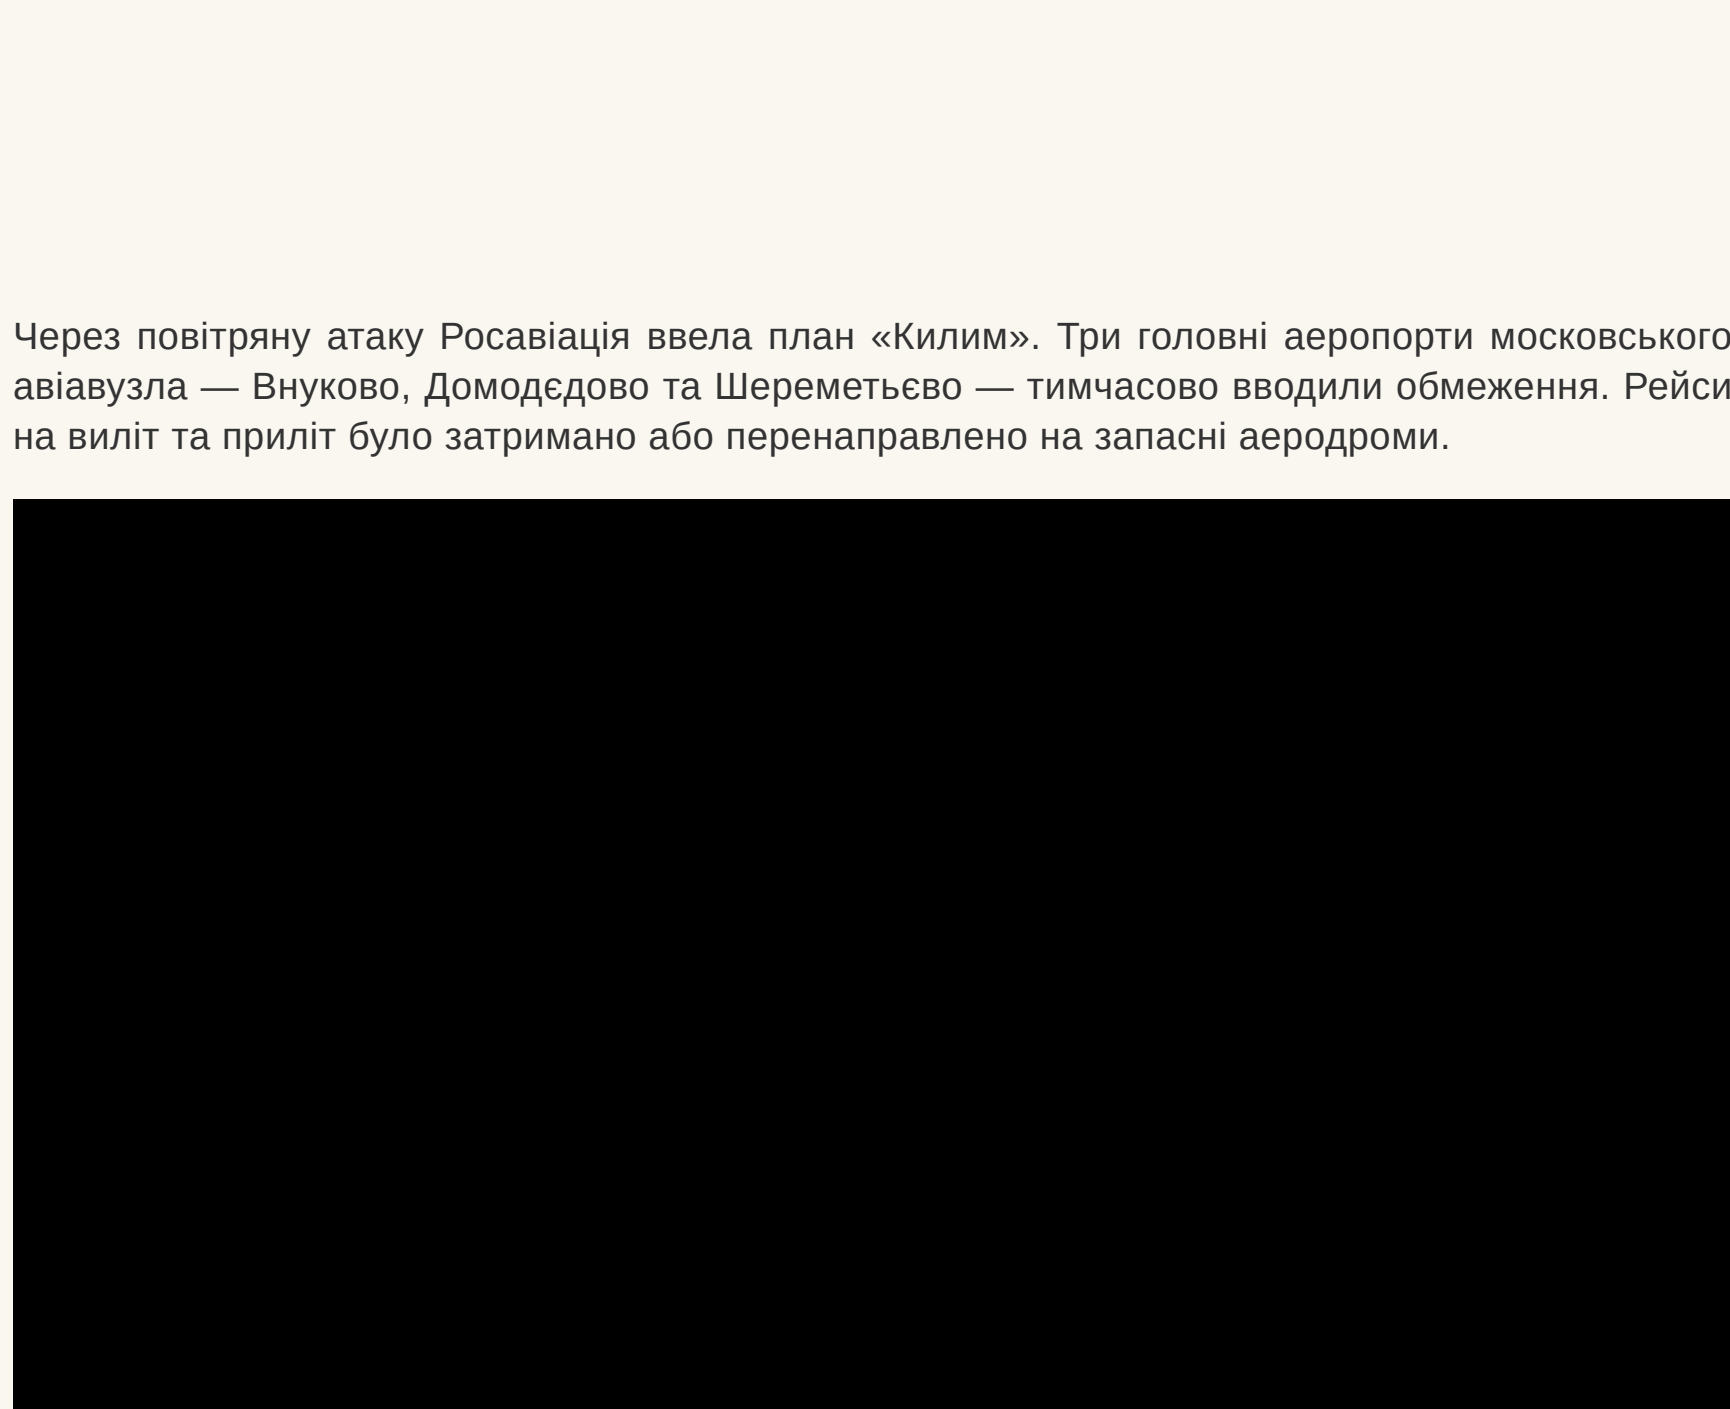 Через повітряну атаку Росавіація ввела план «Килим». Три головні аеропорти московського
авіавузла — Внуково, Домодєдово та Шереметьєво — тимчасово вводили обмеження. Рейси
на виліт та приліт було затримано або перенаправлено на запасні аеродроми.